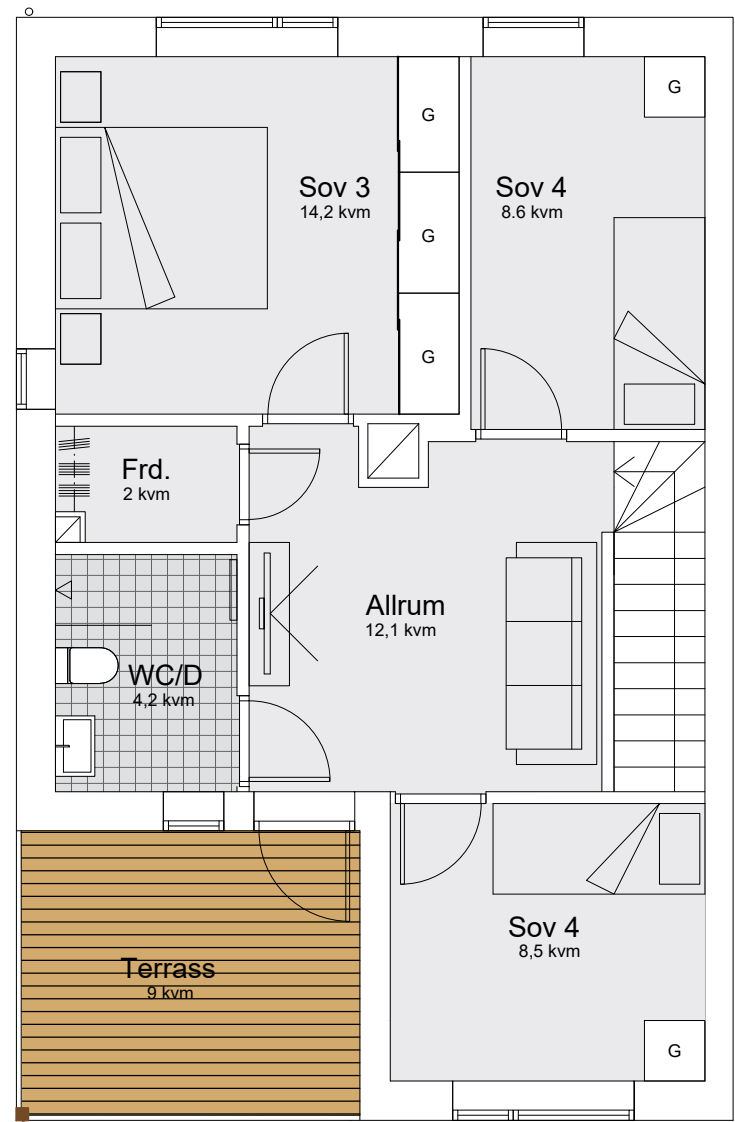 G
G
Sov 3
14,2 kvm
Sov 4
8.6 kvm
G
G
Frd.
2 kvm
Allrum
12,1 kvm
WC/D
4,2 kvm
Sov 4
8,5 kvm
Terrass
9 kvm
G